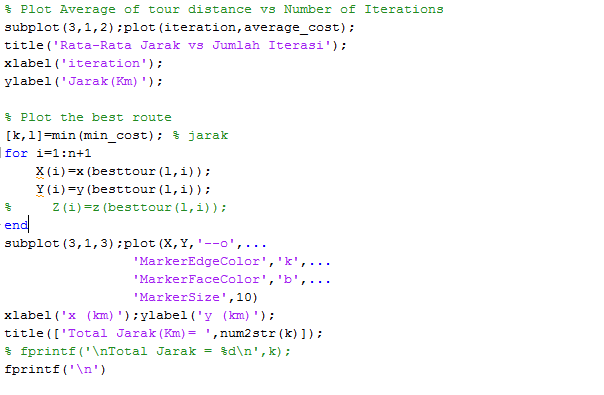 % Plot Average of tour distance vs Number of Iterations
subplot(3,1,2);plot(iteration,average_cost);
title('Rata-Rata Jarak vs Jumlah Iterasi');
xlabel('iteration');
ylabel('Jarak(Km)');
% Plot the best route
[k,l]=min(min_cost); % jarak
for i=1:n+1
    X(i)=x(besttour(l,i));
    Y(i)=y(besttour(l,i));
%     Z(i)=z(besttour(l,i));
end
subplot(3,1,3);plot(X,Y,'--o',...
                'MarkerEdgeColor','k',...
                'MarkerFaceColor','b',...
                'MarkerSize',10)
xlabel('x (km)');ylabel('y (km)');
title(['Total Jarak(Km)= ',num2str(k)]);
% fprintf('\nTotal Jarak = %d\n',k);
fprintf('\n')